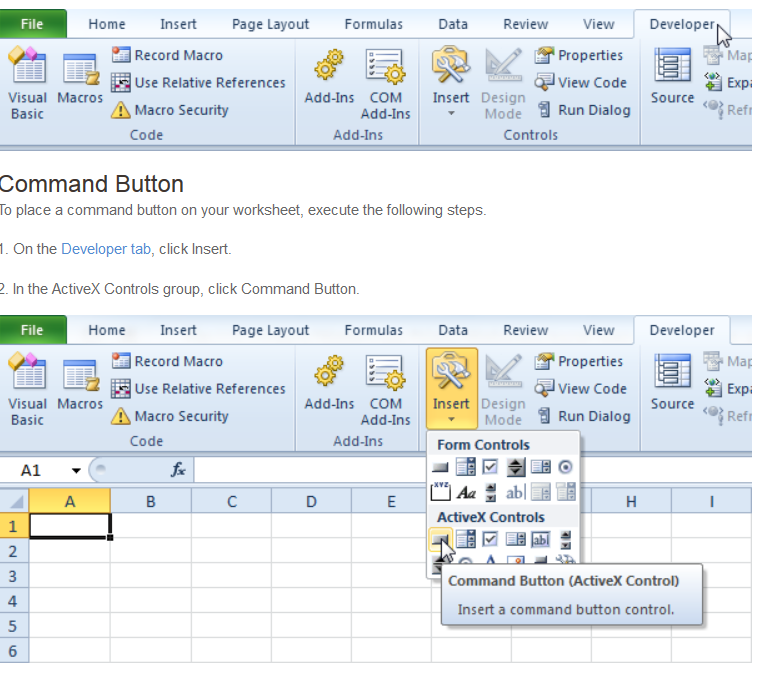 File Home Insert Page Layout Formulas Data Review View Developer
Record Macro Properties
Use Relative References View Code
Visual Basic Macros Macro Security Add-Ins COM Add-Ins Insert Design Mode Run Dialog Source
Code Add-Ins Controls
Command Button
To place a command button on your worksheet, execute the following steps.
1. On the Developer tab, click Insert.
2. In the ActiveX Controls group, click Command Button.
File Home Insert Page Layout Formulas Data Review View Developer
Record Macro Properties
Use Relative References View Code
Visual Basic Macros Macro Security Add-Ins COM Add-Ins Insert Design Mode Run Dialog Source
Code Add-Ins
Form Controls
A1 fx
XYZ Aa ab
A B C D E H I
ActiveX Controls
1
abl
2
3
Command Button (ActiveX Control)
4
Insert a command button control.
5
6